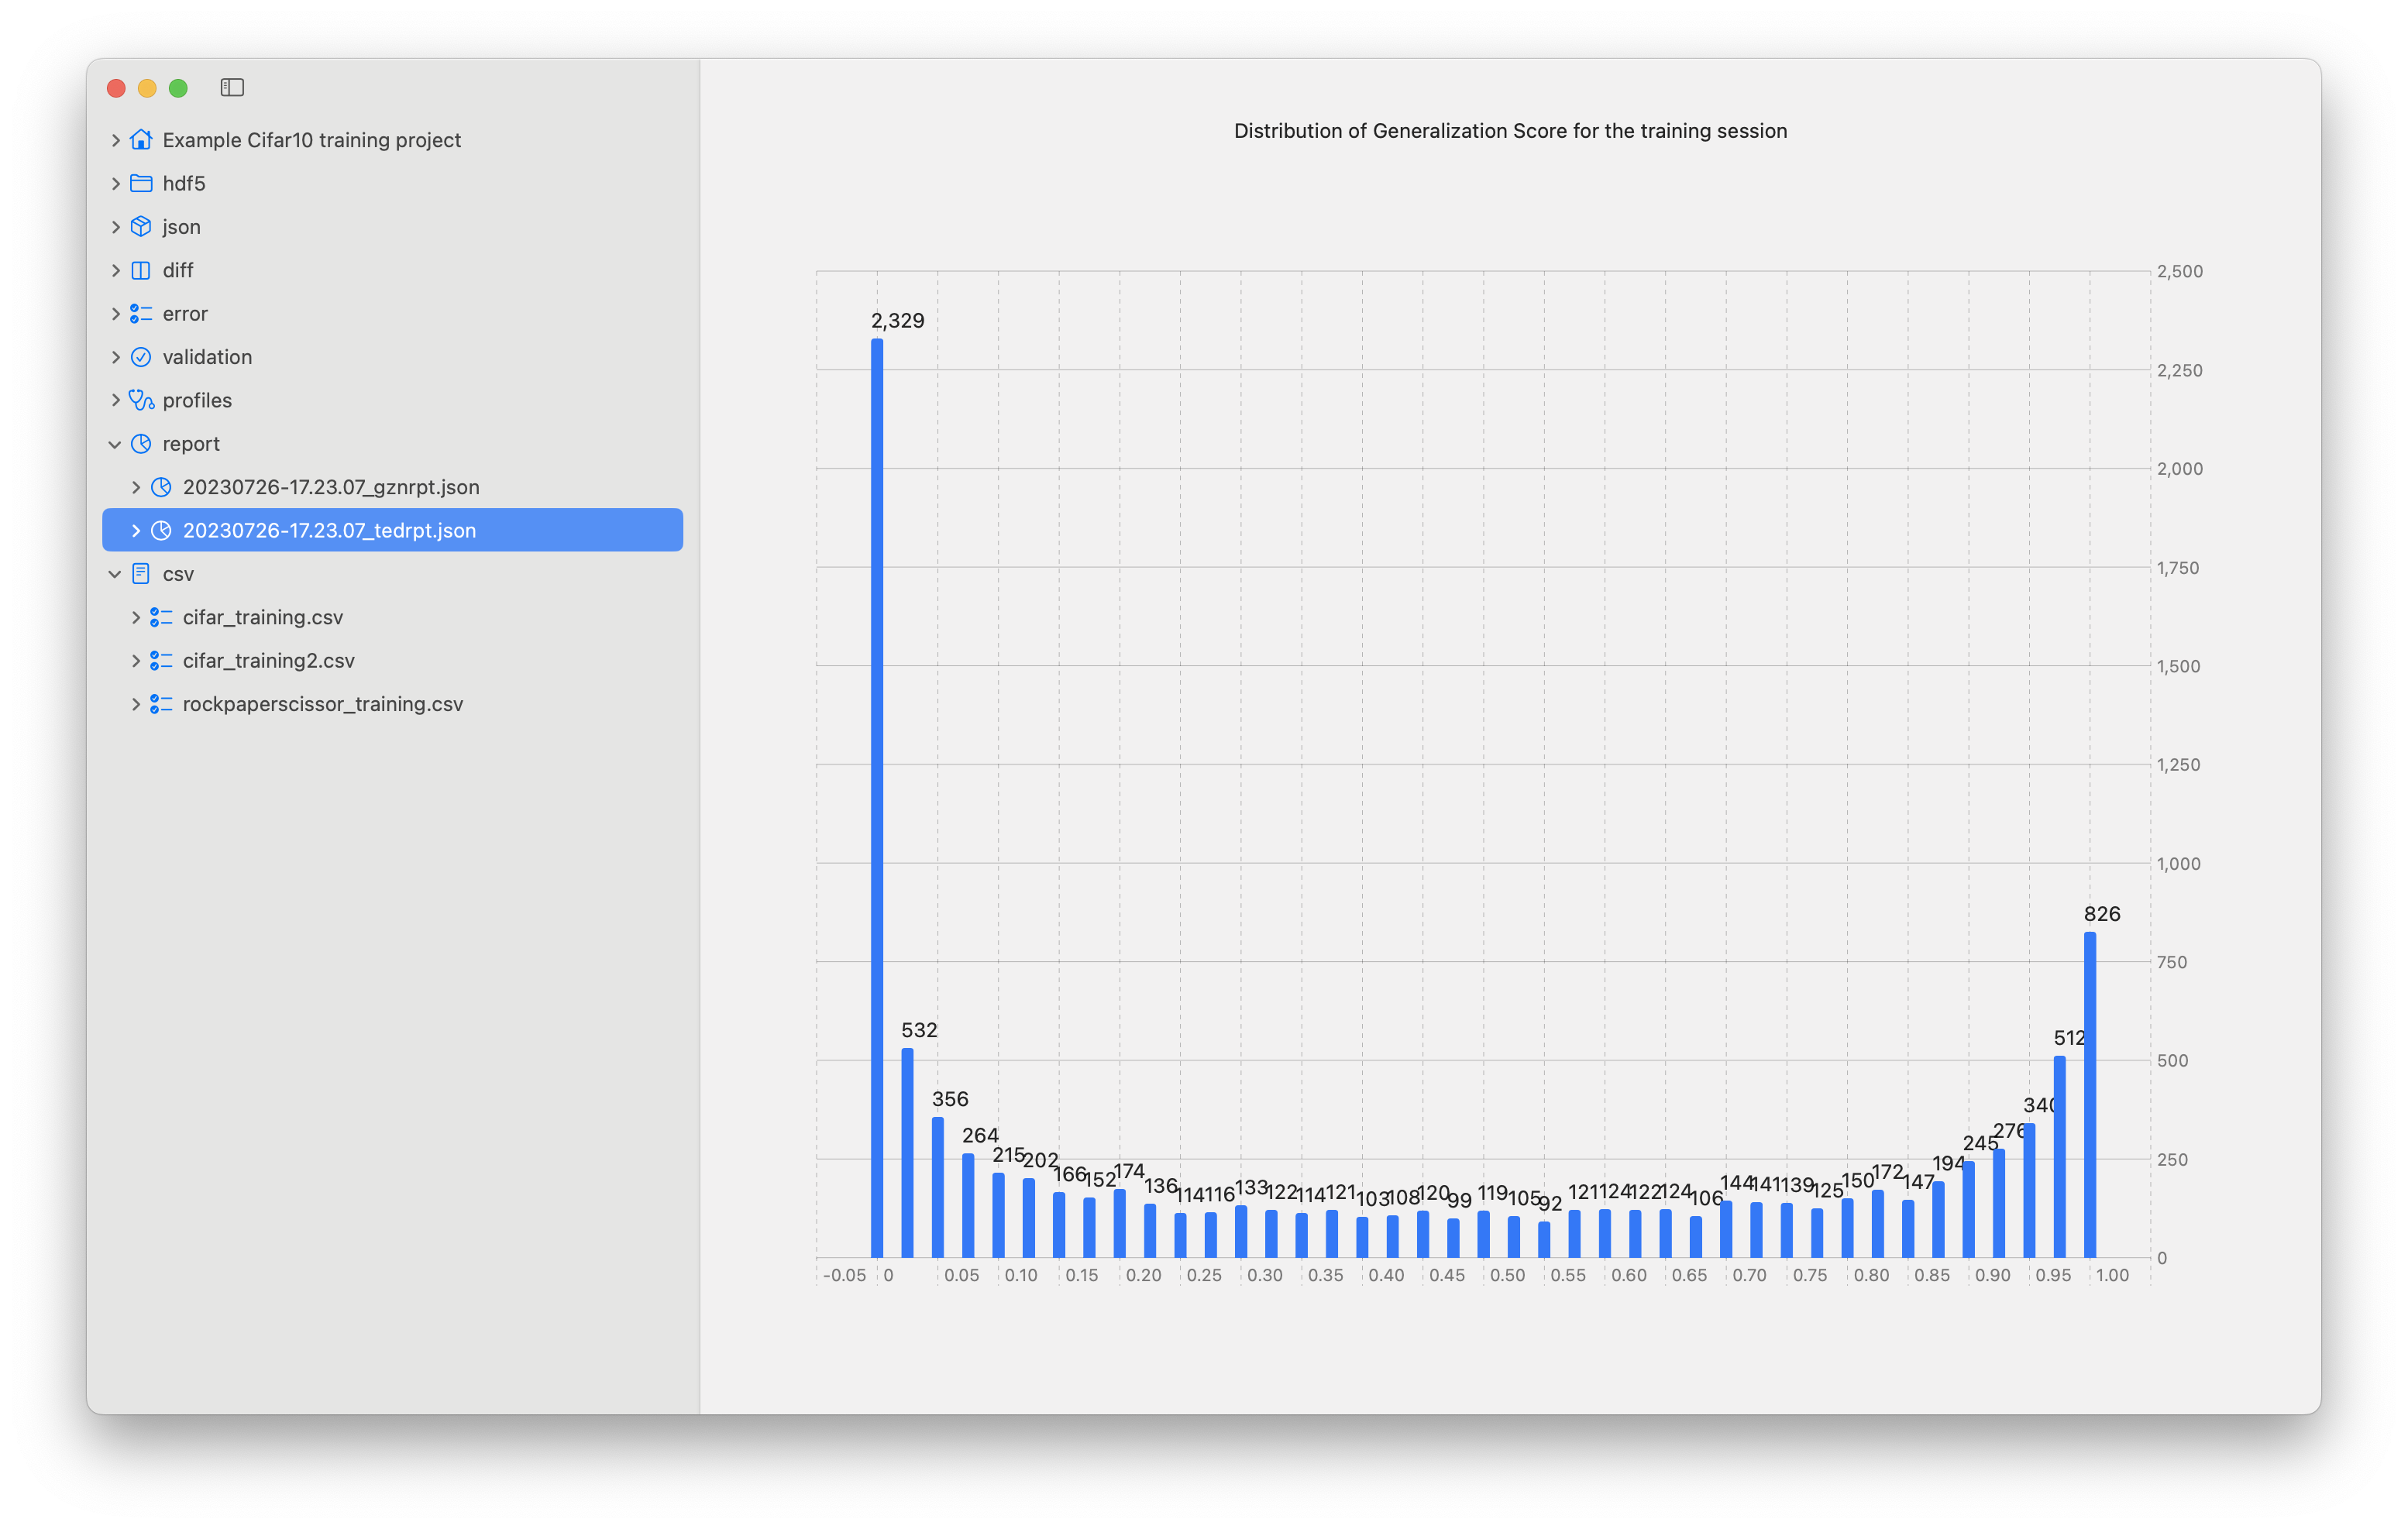 Example Cifar10 training project
hdf5
json
diff
error
validation
profiles
report
20230726-17.23.07_gznrpt.json
20230726-17.23.07_tedrpt.json
csv
cifar_training.csv
cifar_training2.csv
rockpaperscissor_training.csv
Distribution of Generalization Score for the training session
2,500
2,329
2,250
2,000
1,750
1,500
1,250
1,000
826
750
532 512
500
356 340
264 215 202 166 152 174 136 114 116 133 122 114 121 103 108 120 99 119 105 92 121 124 122 124 106 144 141 139 125 150 172 147 194 245 276
250
0
-0.05 0 0.05 0.10 0.15 0.20 0.25 0.30 0.35 0.40 0.45 0.50 0.55 0.60 0.65 0.70 0.75 0.80 0.85 0.90 0.95 1.00